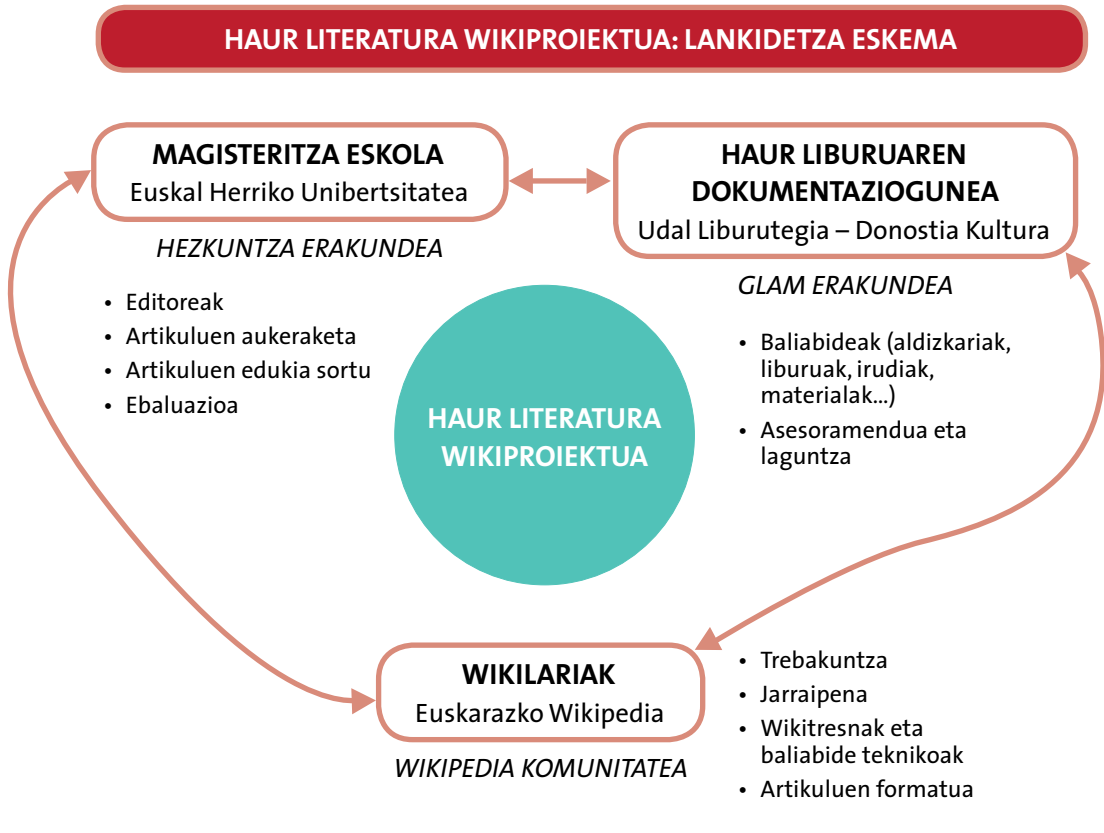 HAUR LITERATURA WIKIPROIEKTUA: LANKIDETZA ESKEMA
MAGISTERITZA ESKOLA
Euskal Herriko Unibertsitatea
HEZKUNTZA ERAKUNDEA
• Editoreak
• Artikuluen aukeraketa
• Artikuluen edukia sortu
• Ebaluazioa
HAUR LIBURUAREN
DOKUMENTAZIOGUNEA
Udal Liburutegia – Donostia Kultura
GLAM ERAKUNDEA
• Baliabideak (aldizkariak,
liburuak, irudiak,
materialak...)
• Asesoramendua eta
laguntza
HAUR LITERATURA
WIKIPROIEKTUA
WIKILARIAK
Euskarazko Wikipedia
WIKIPEDIA KOMUNITATEA
• Trebakuntza
• Jarraipena
• Wikitresnak eta
baliabide teknikoak
• Artikuluen formatua